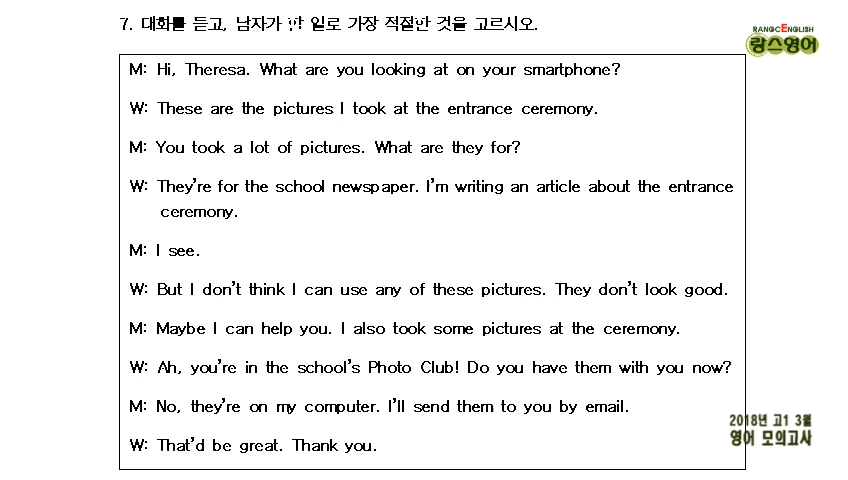 7. 대화를 듣고, 남자가 할 일로 가장 적절한 것을 고르시오.
RANGCENGLISH
랑스영어
M: Hi, Theresa. What are you looking at on your smartphone?
W: These are the pictures I took at the entrance ceremony.
M: You took a lot of pictures. What are they for?
W: They're for the school newspaper. I'm writing an article about the entrance
ceremony.
M: I see.
W: But I don't think I can use any of these pictures. They don't look good.
M: Maybe I can help you. I also took some pictures at the ceremony.
W: Ah, you're in the school's Photo Club! Do you have them with you now?
M: No, they're on my computer. I'll send them to you by email.
W: That'd be great. Thank you.
2018년 고1 3월
영어 모의고사